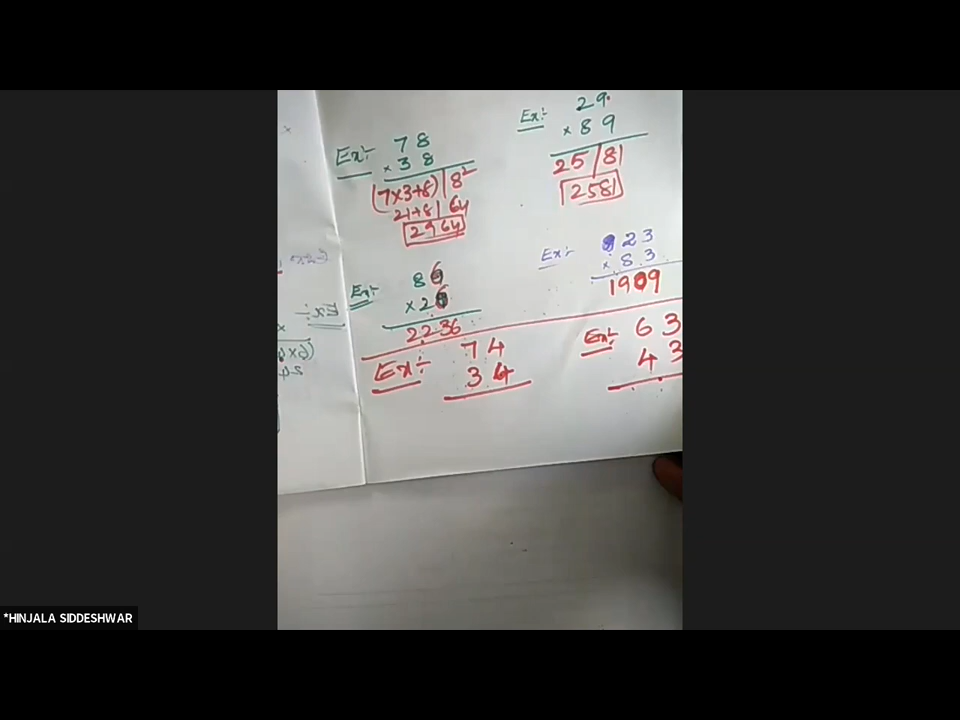 Ex:- 78
× 38
(7×3+8) | 8²
21+8 | 64
2964
Ex:- 29
× 89
25/81
2581
Ex:- 86
×26
2236
Ex:- 23
× 83
1909
Ex:- 74
34
Ex:- 63
43
Ex:-
*HINJALA SIDDESHWAR